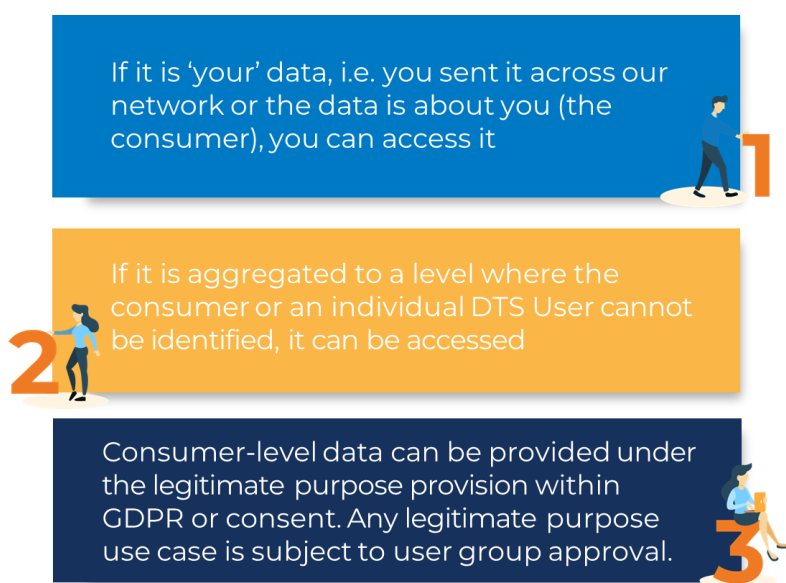 If it is ‘your’ data, i.e. you sent it across our
network or the data is about you (the
consumer), you can access it
1
If it is aggregated to a level where the
consumer or an individual DTS User cannot
be identified, it can be accessed
2
Consumer-level data can be provided under
the legitimate purpose provision within
GDPR or consent. Any legitimate purpose
use case is subject to user group approval.
3